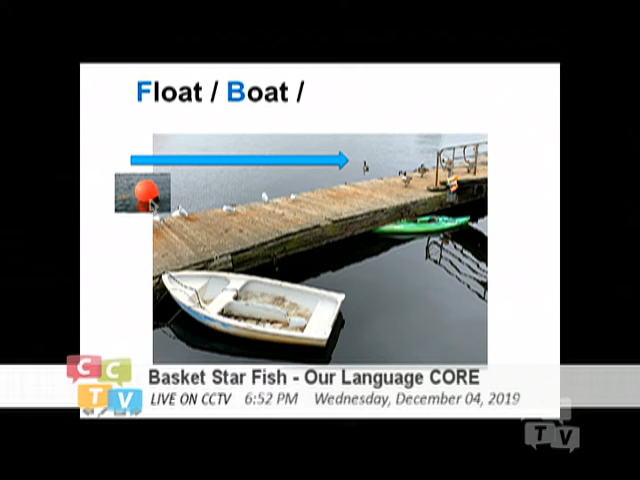 Float / Boat /
Basket Star Fish - Our Language CORE
LIVE ON CCTV 6:52 PM Wednesday, December 04, 2019
C C
T V
T V